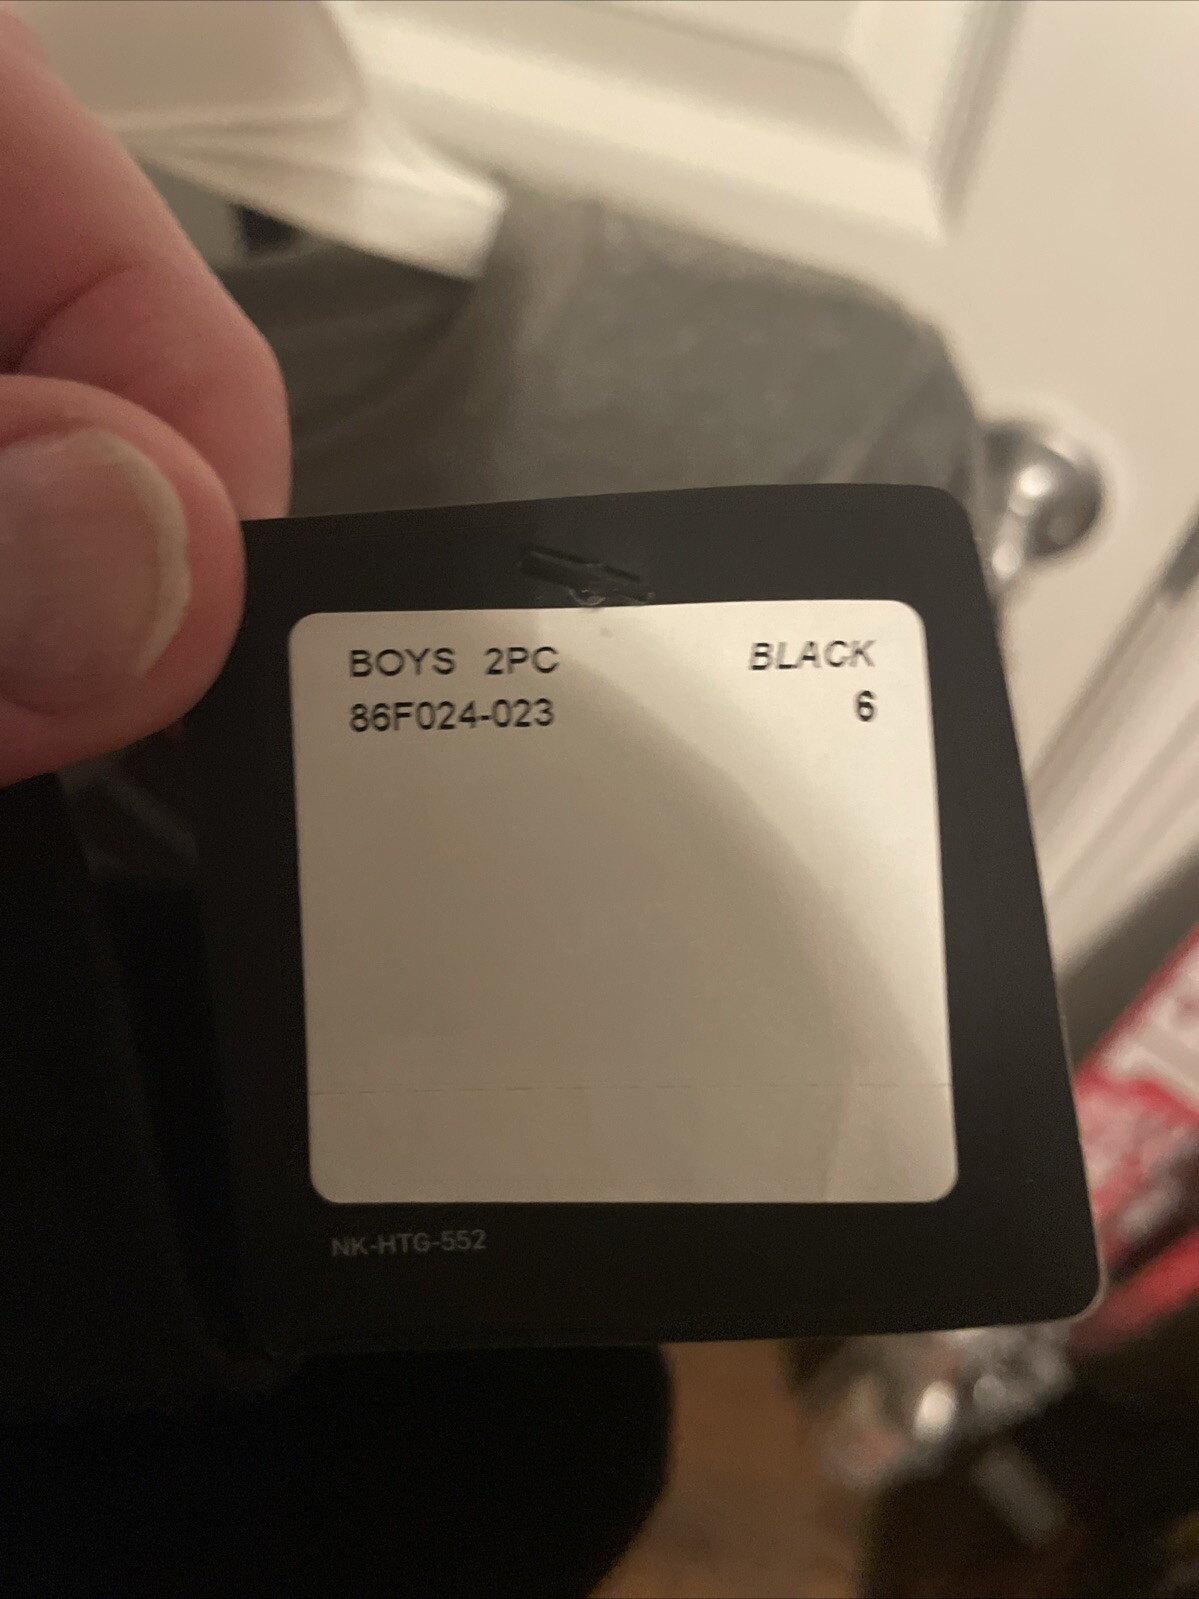 BOYS 2PC BLACK
86F024-023 6
NK-HTG-552